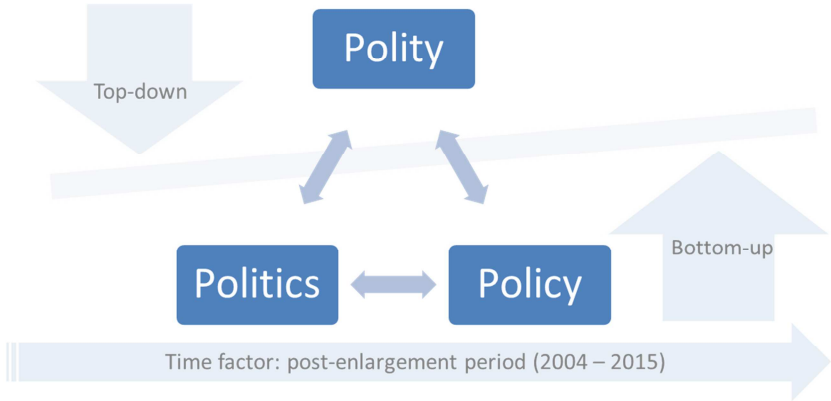 Polity
Top-down
Politics
Policy
Bottom-up
Time factor: post-enlargement period (2004 – 2015)